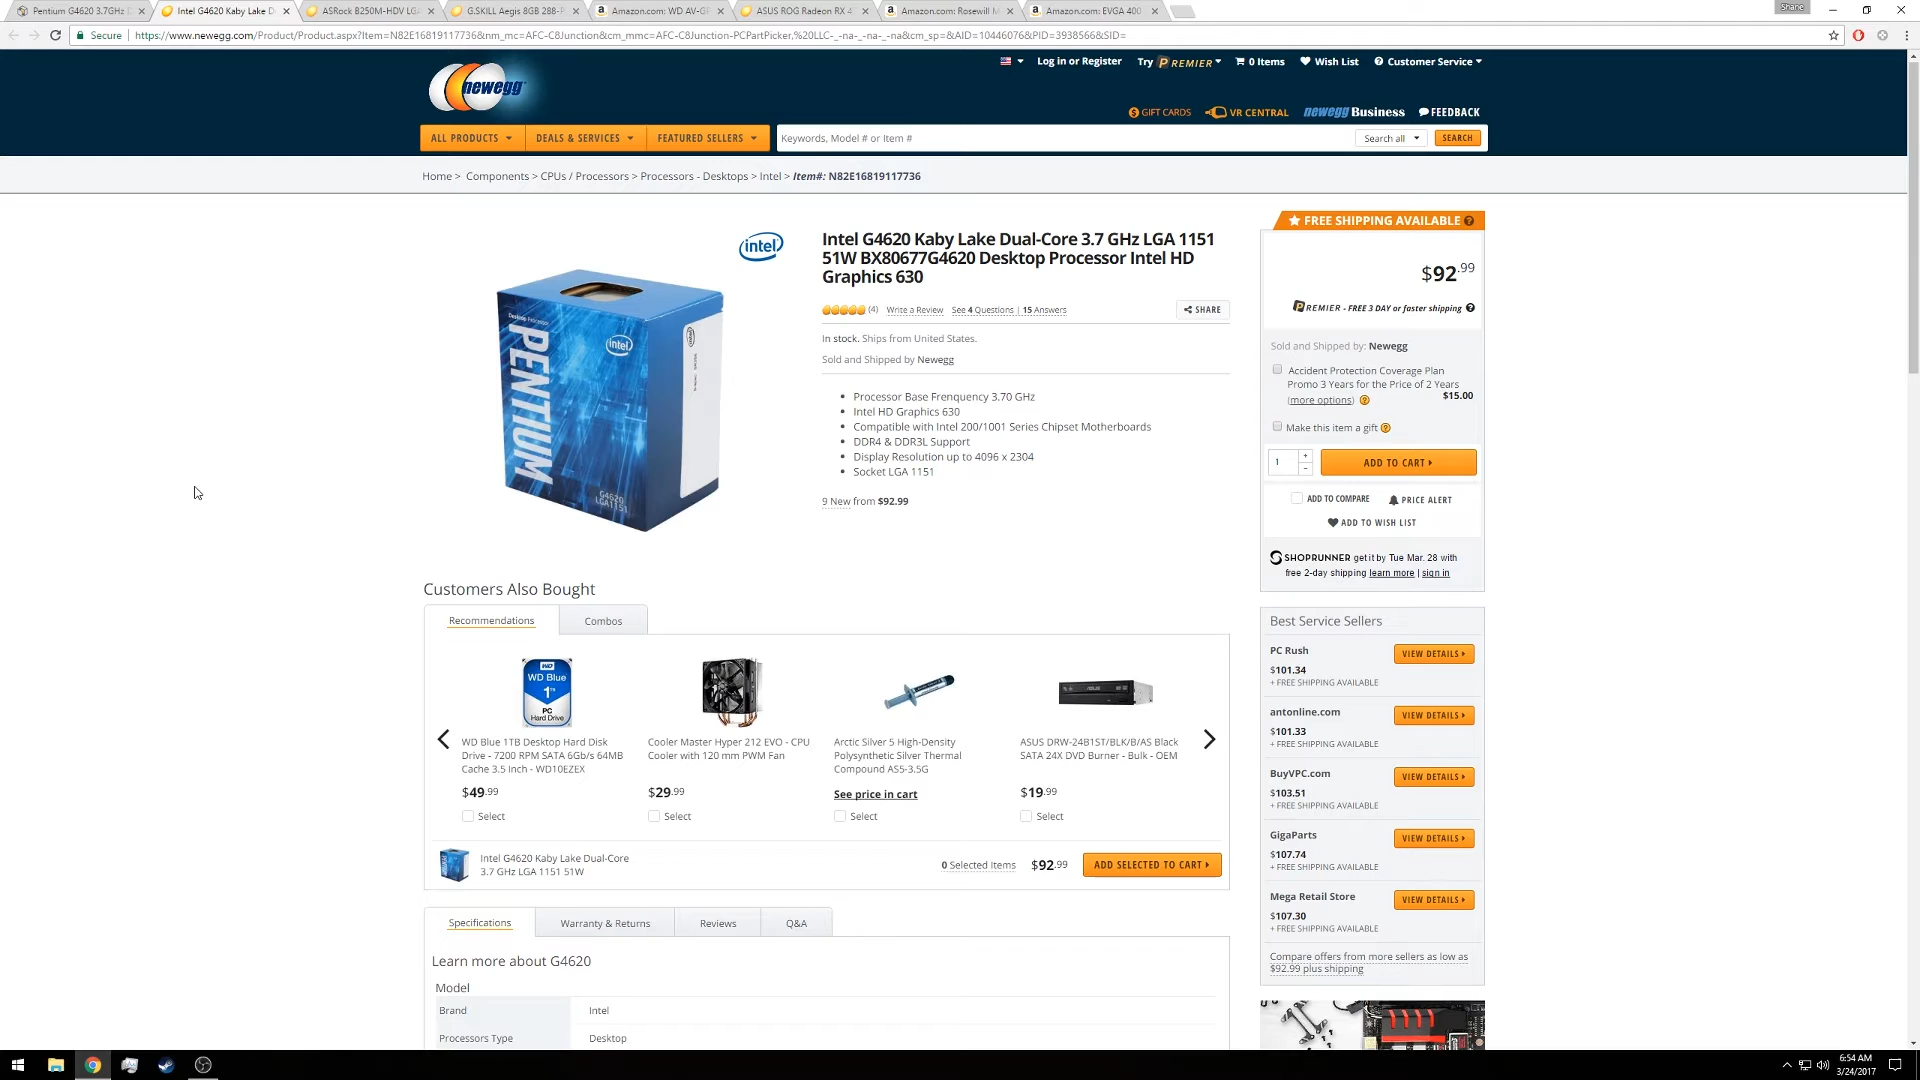 Pentium G4620 3.7GHz D
Intel G4620 Kaby Lake D
ASRock B250M-HDV LGA
G.SKILL Aegis 8GB 288-P
Amazon.com: WD AV-GP
ASUS ROG Radeon RX 4
Amazon.com: Rosewill M
Amazon.com: EVGA 400
Shane
Secure
https://www.newegg.com/Product/Product.aspx?Item=N82E16819117736&nm_mc=AFC-C8Junction&cm_mmc=AFC-C8Junction-PCPartPicker,%20LLC-_-na-_-na-_-na&cm_sp=&AID=10446076&PID=3938566&SID=
newegg
Log in or Register
Try PREMIER
0 Items
Wish List
Customer Service
GIFT CARDS
VR CENTRAL
newegg Business
FEEDBACK
ALL PRODUCTS
DEALS & SERVICES
FEATURED SELLERS
Keywords, Model # or Item #
Search all
SEARCH
Home > Components > CPUs / Processors > Processors - Desktops > Intel > Item#: N82E16819117736
intel
Desktop Processor
PENTIUM
intel
G4620
LGA1151
Intel G4620 Kaby Lake Dual-Core 3.7 GHz LGA 1151
51W BX80677G4620 Desktop Processor Intel HD
Graphics 630
(4) Write a Review See 4 Questions | 15 Answers
SHARE
In stock. Ships from United States.
Sold and Shipped by Newegg
Processor Base Frenquency 3.70 GHz
Intel HD Graphics 630
Compatible with Intel 200/1001 Series Chipset Motherboards
DDR4 & DDR3L Support
Display Resolution up to 4096 x 2304
Socket LGA 1151
9 New from $92.99
FREE SHIPPING AVAILABLE
$92.99
PREMIER - FREE 3 DAY or faster shipping
Sold and Shipped by: Newegg
Accident Protection Coverage Plan
Promo 3 Years for the Price of 2 Years
(more options)
$15.00
Make this item a gift
1
ADD TO CART
ADD TO COMPARE
PRICE ALERT
ADD TO WISH LIST
SHOPRUNNER get it by Tue Mar. 28 with
free 2-day shipping learn more | sign in
Customers Also Bought
Recommendations
Combos
WD
WD Blue
1TB
PC
Hard Drive
WD Blue 1TB Desktop Hard Disk
Drive - 7200 RPM SATA 6Gb/s 64MB
Cache 3.5 Inch - WD10EZEX
$49.99
Select
Cooler Master Hyper 212 EVO - CPU
Cooler with 120 mm PWM Fan
$29.99
Select
Arctic Silver 5 High-Density
Polysynthetic Silver Thermal
Compound AS5-3.5G
See price in cart
Select
ASUS DRW-24B1ST/BLK/B/AS Black
SATA 24X DVD Burner - Bulk - OEM
$19.99
Select
Intel G4620 Kaby Lake Dual-Core
3.7 GHz LGA 1151 51W
0 Selected Items
$92.99
ADD SELECTED TO CART
Best Service Sellers
PC Rush
$101.34
+ FREE SHIPPING AVAILABLE
VIEW DETAILS
antonline.com
$101.33
+ FREE SHIPPING AVAILABLE
VIEW DETAILS
BuyVPC.com
$103.51
+ FREE SHIPPING AVAILABLE
VIEW DETAILS
GigaParts
$107.74
+ FREE SHIPPING AVAILABLE
VIEW DETAILS
Mega Retail Store
$107.30
+ FREE SHIPPING AVAILABLE
VIEW DETAILS
Compare offers from more sellers as low as
$92.99 plus shipping
Specifications
Warranty & Returns
Reviews
Q&A
Learn more about G4620
Model
Brand
Intel
Processors Type
Desktop
6:54 AM
3/24/2017